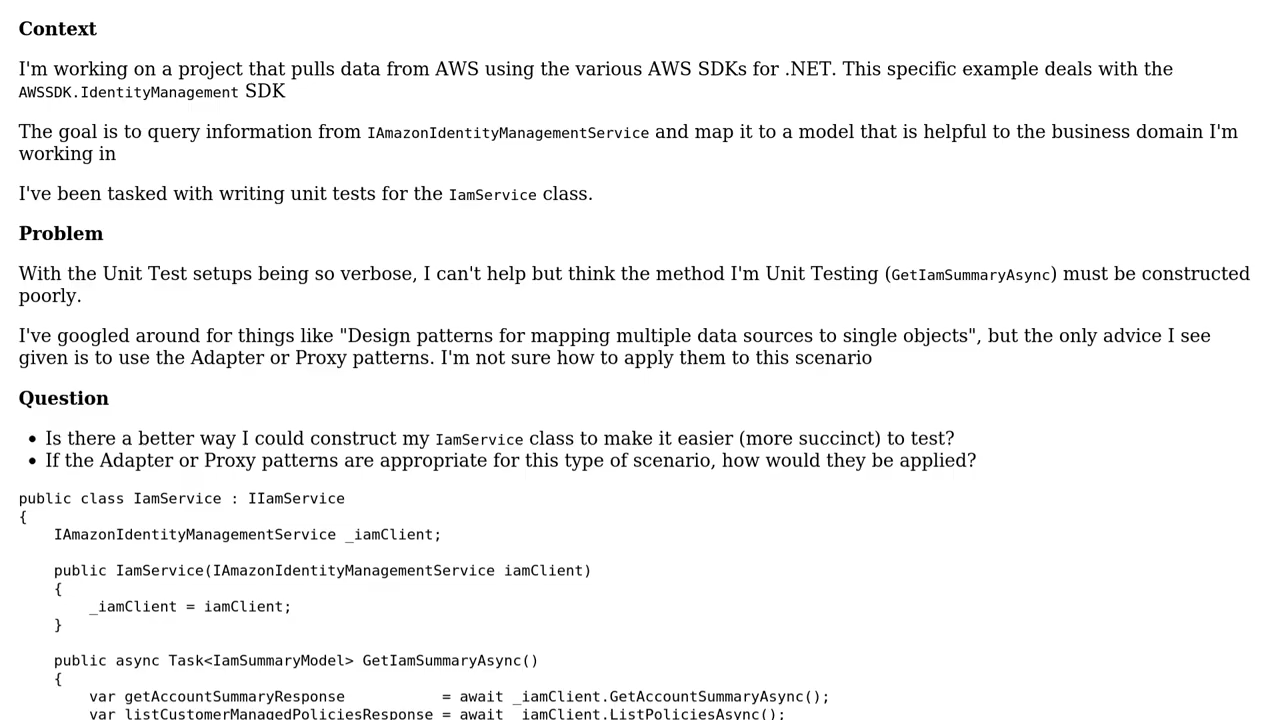 Context
I'm working on a project that pulls data from AWS using the various AWS SDKs for .NET. This specific example deals with the
AWSSDK.IdentityManagement SDK
The goal is to query information from IAmazonIdentityManagementService and map it to a model that is helpful to the business domain I'm
working in
I've been tasked with writing unit tests for the IamService class.
Problem
With the Unit Test setups being so verbose, I can't help but think the method I'm Unit Testing (GetIamSummaryAsync) must be constructed
poorly.
I've googled around for things like "Design patterns for mapping multiple data sources to single objects", but the only advice I see
given is to use the Adapter or Proxy patterns. I'm not sure how to apply them to this scenario
Question
• Is there a better way I could construct my IamService class to make it easier (more succinct) to test?
• If the Adapter or Proxy patterns are appropriate for this type of scenario, how would they be applied?
public class IamService : IIamService
{
    IAmazonIdentityManagementService _iamClient;
    public IamService(IAmazonIdentityManagementService iamClient)
    {
        _iamClient = iamClient;
    }
    public async Task<IamSummaryModel> GetIamSummaryAsync()
    {
        var getAccountSummaryResponse           = await _iamClient.GetAccountSummaryAsync();
        var listCustomerManagedPoliciesResponse = await _iamClient.ListPoliciesAsync();